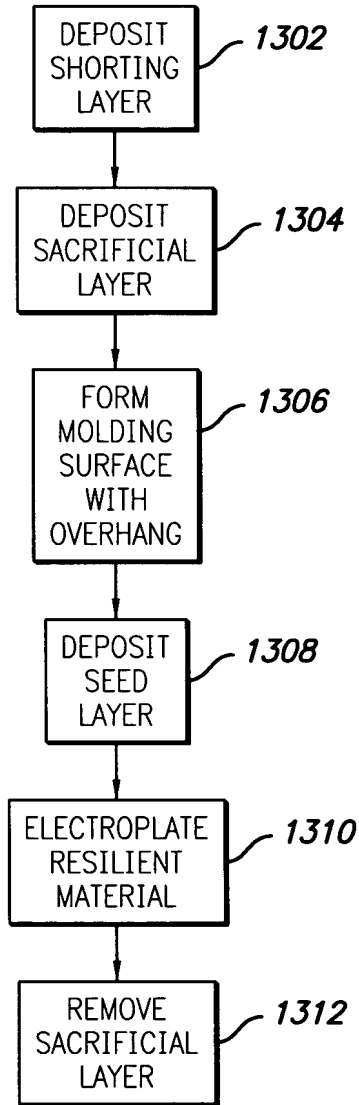 DEPOSIT
SHORTING
LAYER
1302
DEPOSIT
SACRIFICIAL
LAYER
1304
FORM
MOLDING
SURFACE
WITH
OVERHANG
1306
DEPOSIT
SEED
LAYER
1308
ELECTROPLATE
RESILIENT
MATERIAL
1310
REMOVE
SACRIFICIAL
LAYER
1312